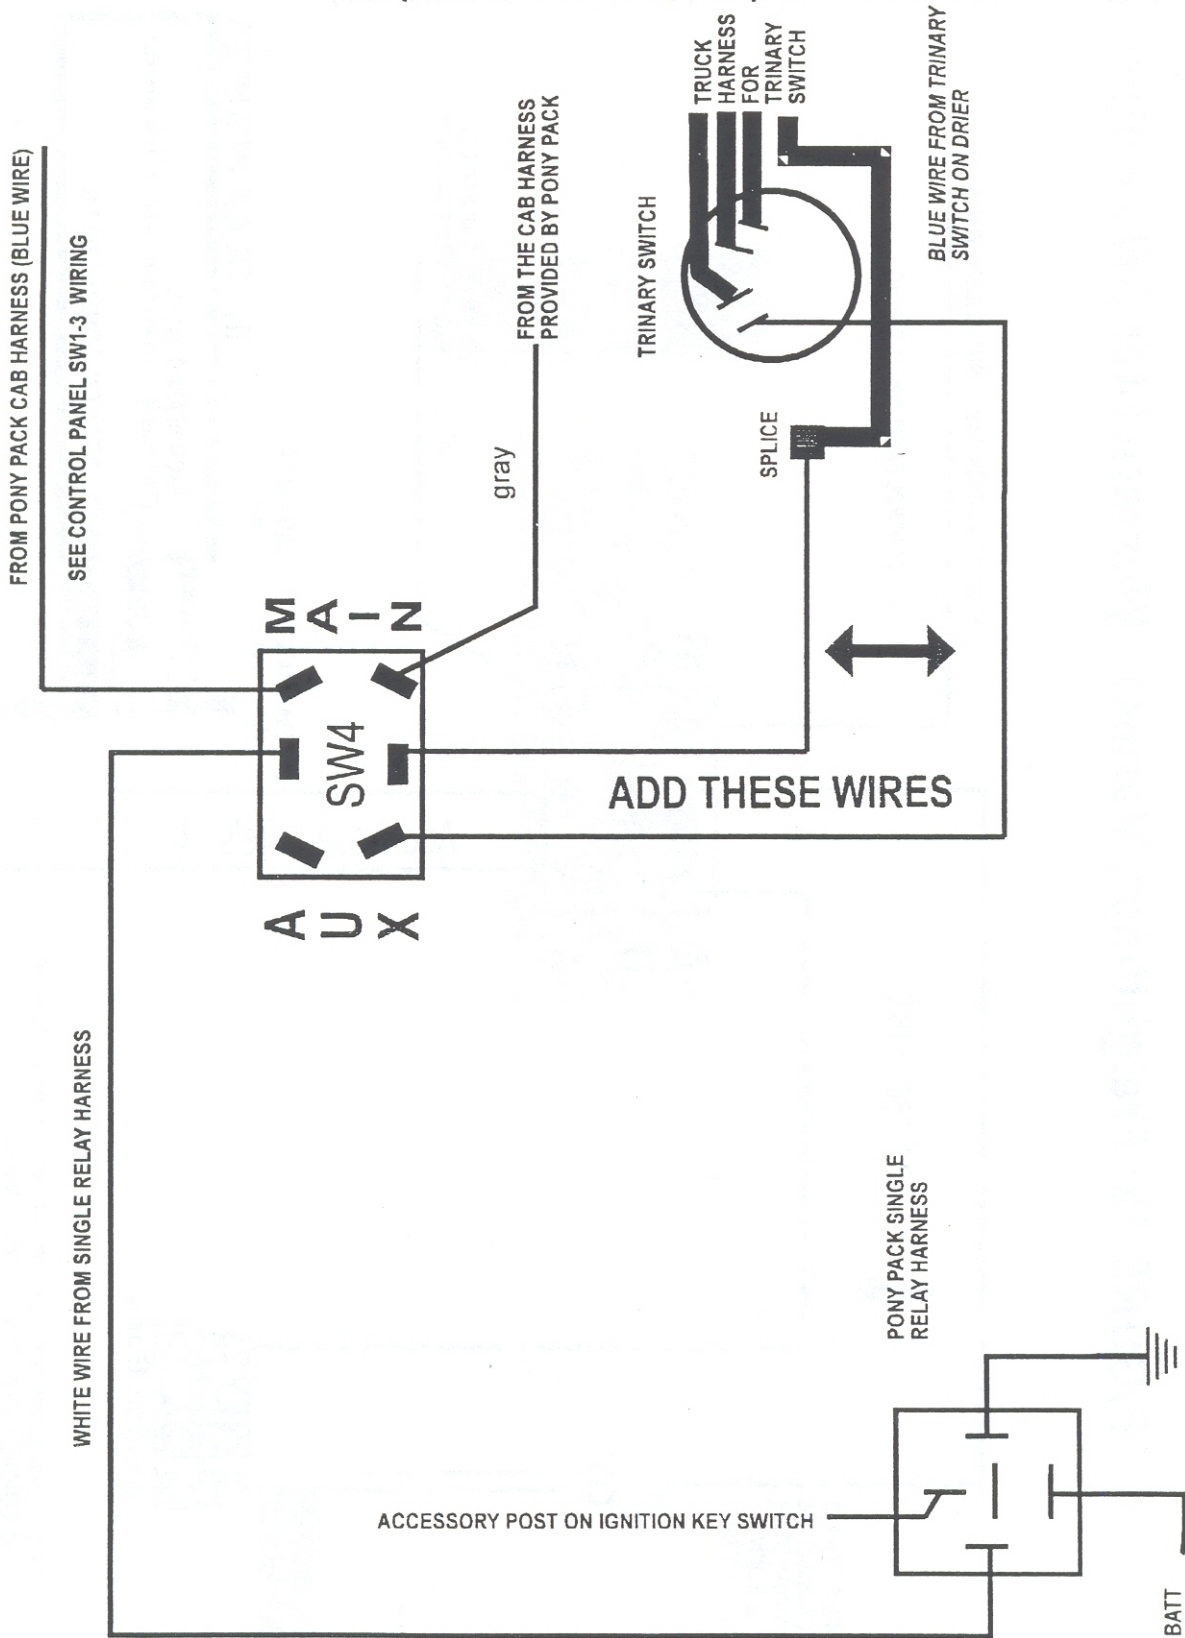 FROM PONY PACK CAB HARNESS (BLUE WIRE)
SEE CONTROL PANEL SW1-3 WIRING
WHITE WIRE FROM SINGLE RELAY HARNESS
MAIN
SW4
AUX
gray
FROM THE CAB HARNESS
PROVIDED BY PONY PACK
TRINARY SWITCH
TRUCK
HARNESS
FOR
TRINARY
SWITCH
SPLICE
BLUE WIRE FROM TRINARY
SWITCH ON DRIER
ADD THESE WIRES
PONY PACK SINGLE
RELAY HARNESS
ACCESSORY POST ON IGNITION KEY SWITCH
BATT